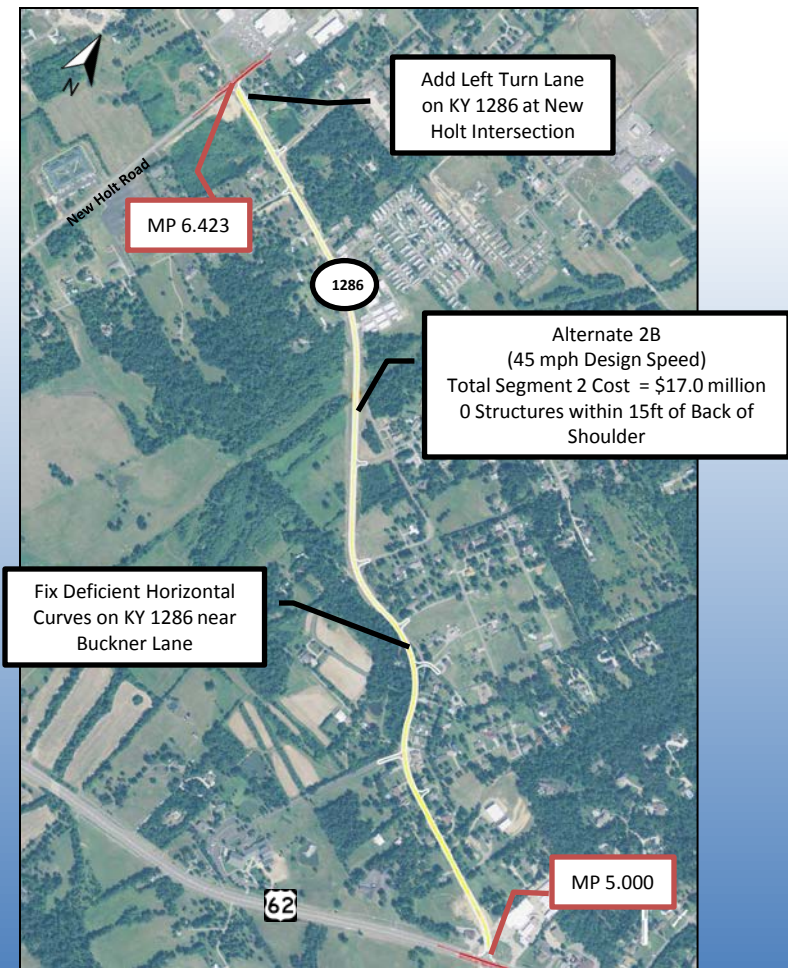 N
Add Left Turn Lane
on KY 1286 at New
Holt Intersection
New Holt Road
MP 6.423
1286
Alternate 2B
(45 mph Design Speed)
Total Segment 2 Cost = $17.0 million
0 Structures within 15ft of Back of
Shoulder
Fix Deficient Horizontal
Curves on KY 1286 near
Buckner Lane
MP 5.000
62